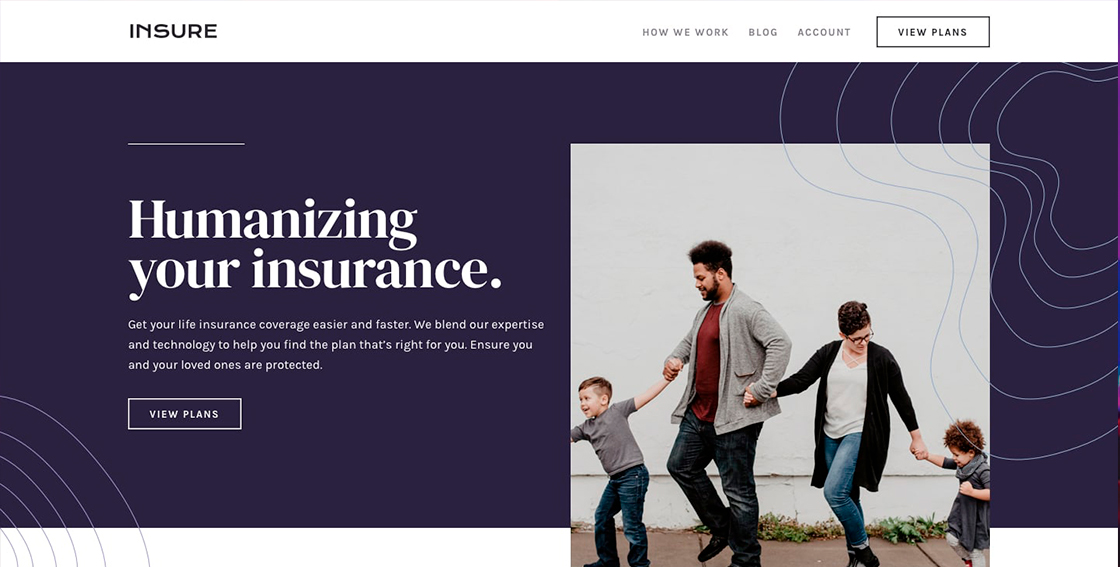 INSURE
HOW WE WORK
BLOG
ACCOUNT
VIEW PLANS
Humanizing
your insurance.
Get your life insurance coverage easier and faster. We blend our expertise
and technology to help you find the plan that’s right for you. Ensure you
and your loved ones are protected.
VIEW PLANS